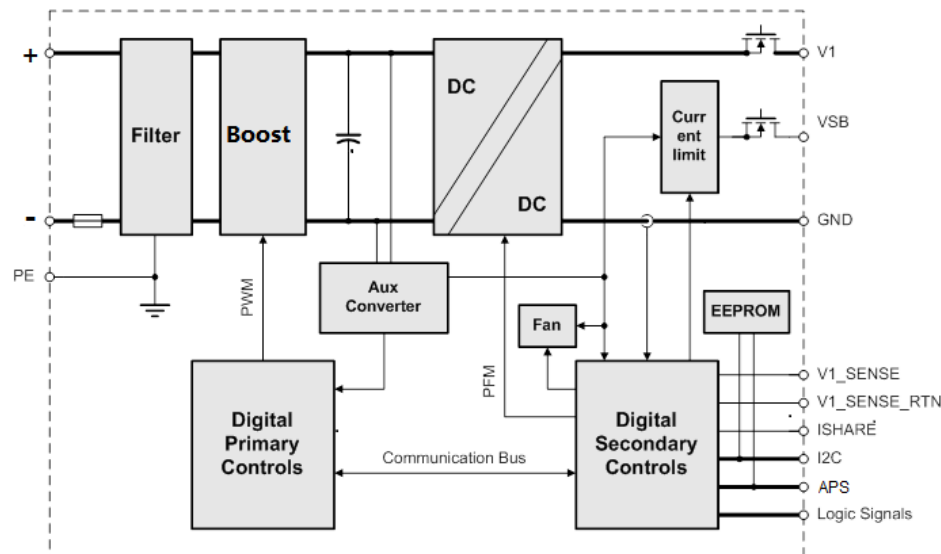 +
Filter
Boost
DC
DC
Curr
ent
limit
V1
VSB
-
GND
PE
PWM
Aux
Converter
PFM
Fan
EEPROM
Digital
Primary
Controls
Communication Bus
Digital
Secondary
Controls
V1_SENSE
V1_SENSE_RTN
ISHARE
I2C
APS
Logic Signals